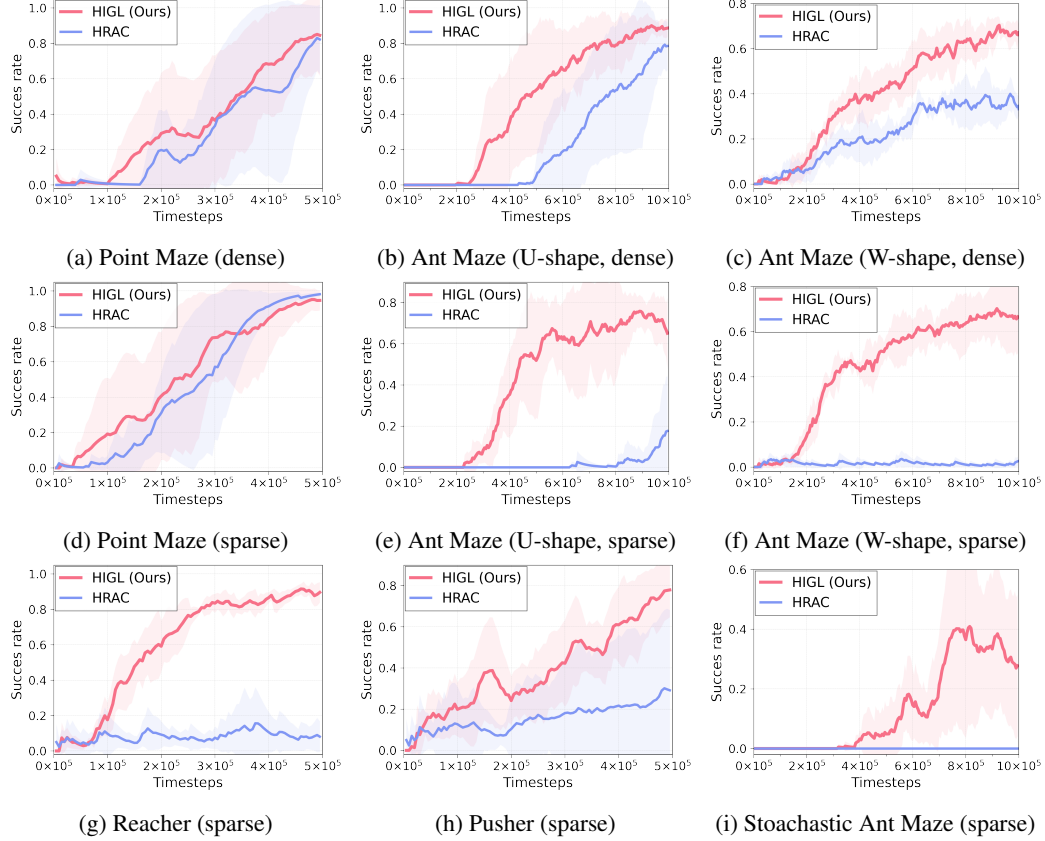 HIGL (Ours)
HRAC
Succes rate
1.0
0.8
0.6
0.4
0.2
0.0
0×10⁵ 1×10⁵ 2×10⁵ 3×10⁵ 4×10⁵ 5×10⁵
Timesteps
(a) Point Maze (dense)
HIGL (Ours)
HRAC
Succes rate
1.0
0.8
0.6
0.4
0.2
0.0
0×10⁵ 2×10⁵ 4×10⁵ 6×10⁵ 8×10⁵ 10×10⁵
Timesteps
(b) Ant Maze (U-shape, dense)
HIGL (Ours)
HRAC
Succes rate
0.8
0.6
0.4
0.2
0.0
0×10⁵ 2×10⁵ 4×10⁵ 6×10⁵ 8×10⁵ 10×10⁵
Timesteps
(c) Ant Maze (W-shape, dense)
HIGL (Ours)
HRAC
Succes rate
1.0
0.8
0.6
0.4
0.2
0.0
0×10⁵ 1×10⁵ 2×10⁵ 3×10⁵ 4×10⁵ 5×10⁵
Timesteps
(d) Point Maze (sparse)
HIGL (Ours)
HRAC
Succes rate
0.8
0.6
0.4
0.2
0.0
0×10⁵ 2×10⁵ 4×10⁵ 6×10⁵ 8×10⁵ 10×10⁵
Timesteps
(e) Ant Maze (U-shape, sparse)
HIGL (Ours)
HRAC
Succes rate
0.8
0.6
0.4
0.2
0.0
0×10⁵ 2×10⁵ 4×10⁵ 6×10⁵ 8×10⁵ 10×10⁵
Timesteps
(f) Ant Maze (W-shape, sparse)
HIGL (Ours)
HRAC
Succes rate
1.0
0.8
0.6
0.4
0.2
0.0
0×10⁵ 1×10⁵ 2×10⁵ 3×10⁵ 4×10⁵ 5×10⁵
Timesteps
(g) Reacher (sparse)
HIGL (Ours)
HRAC
Succes rate
0.8
0.6
0.4
0.2
0.0
0×10⁵ 1×10⁵ 2×10⁵ 3×10⁵ 4×10⁵ 5×10⁵
Timesteps
(h) Pusher (sparse)
HIGL (Ours)
HRAC
Succes rate
0.6
0.4
0.2
0.0
0×10⁵ 2×10⁵ 4×10⁵ 6×10⁵ 8×10⁵ 10×10⁵
Timesteps
(i) Stoachastic Ant Maze (sparse)